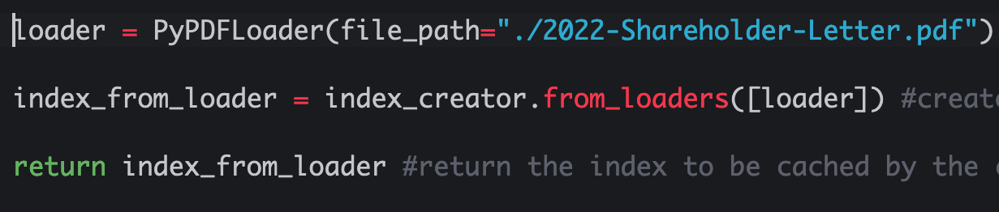 loader = PyPDFLoader(file_path="./2022-Shareholder-Letter.pdf")
index_from_loader = index_creator.from_loaders([loader])
return index_from_loader #return the index to be cached by the